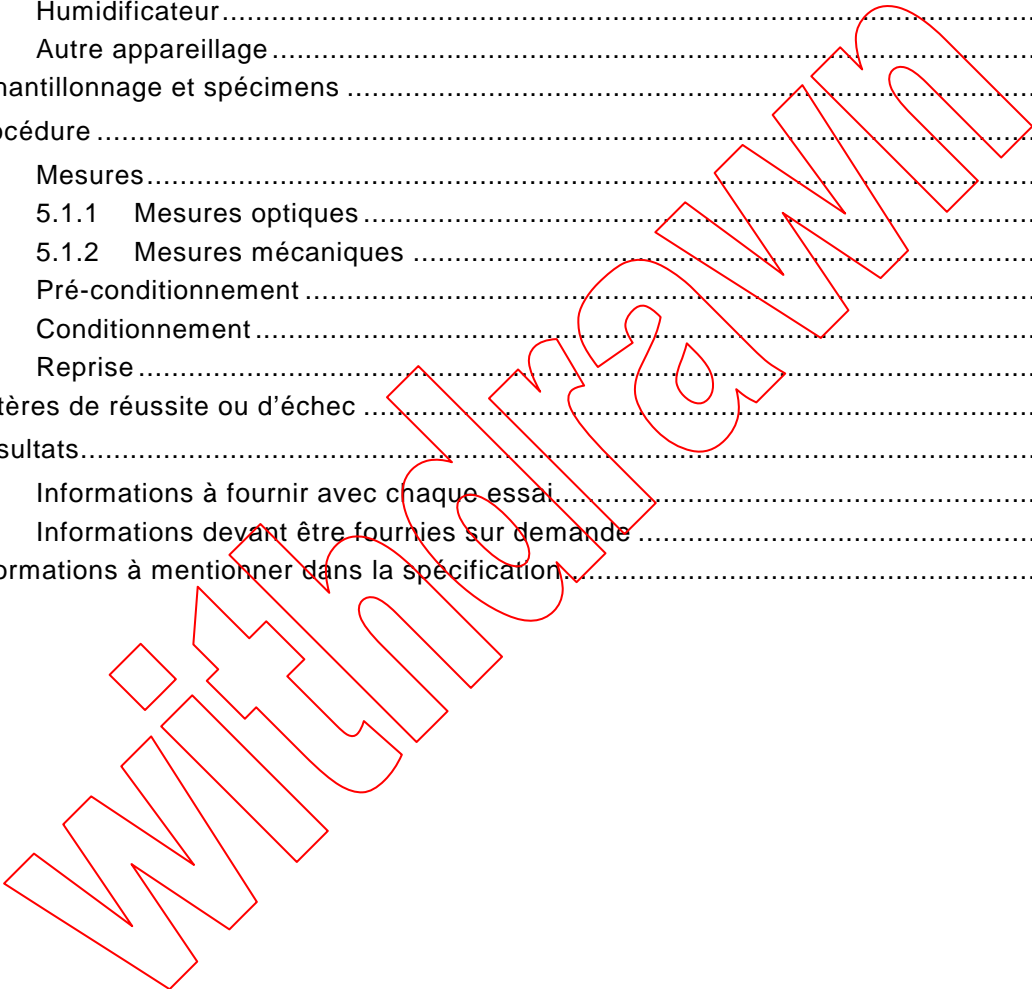 Humidificateur
Autre appareillage
hantillonnage et spécimens
océdure
Mesures
5.1.1 Mesures optiques
5.1.2 Mesures mécaniques
Pré-conditionnement
Conditionnement
Reprise
tères de réussite ou d'échec
sultats
Informations à fournir avec chaque essai
Informations devant être fournies sur demande
ormations à mentionner dans la spécification
withdrawn